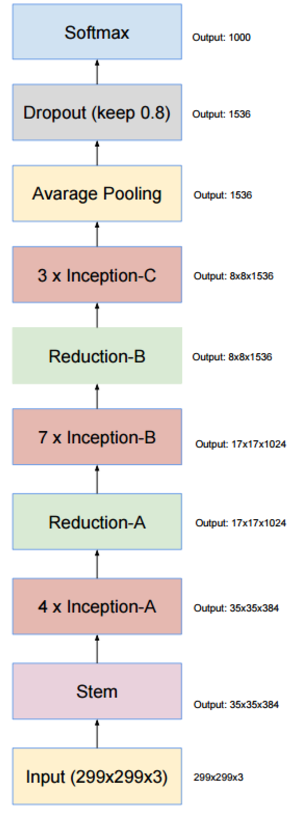 Softmax
Output: 1000
Dropout (keep 0.8)
Output: 1536
Avarage Pooling
Output: 1536
3 x Inception-C
Output: 8x8x1536
Reduction-B
Output: 8x8x1536
7 x Inception-B
Output: 17x17x1024
Reduction-A
Output: 17x17x1024
4 x Inception-A
Output: 35x35x384
Stem
Output: 35x35x384
Input (299x299x3)
299x299x3